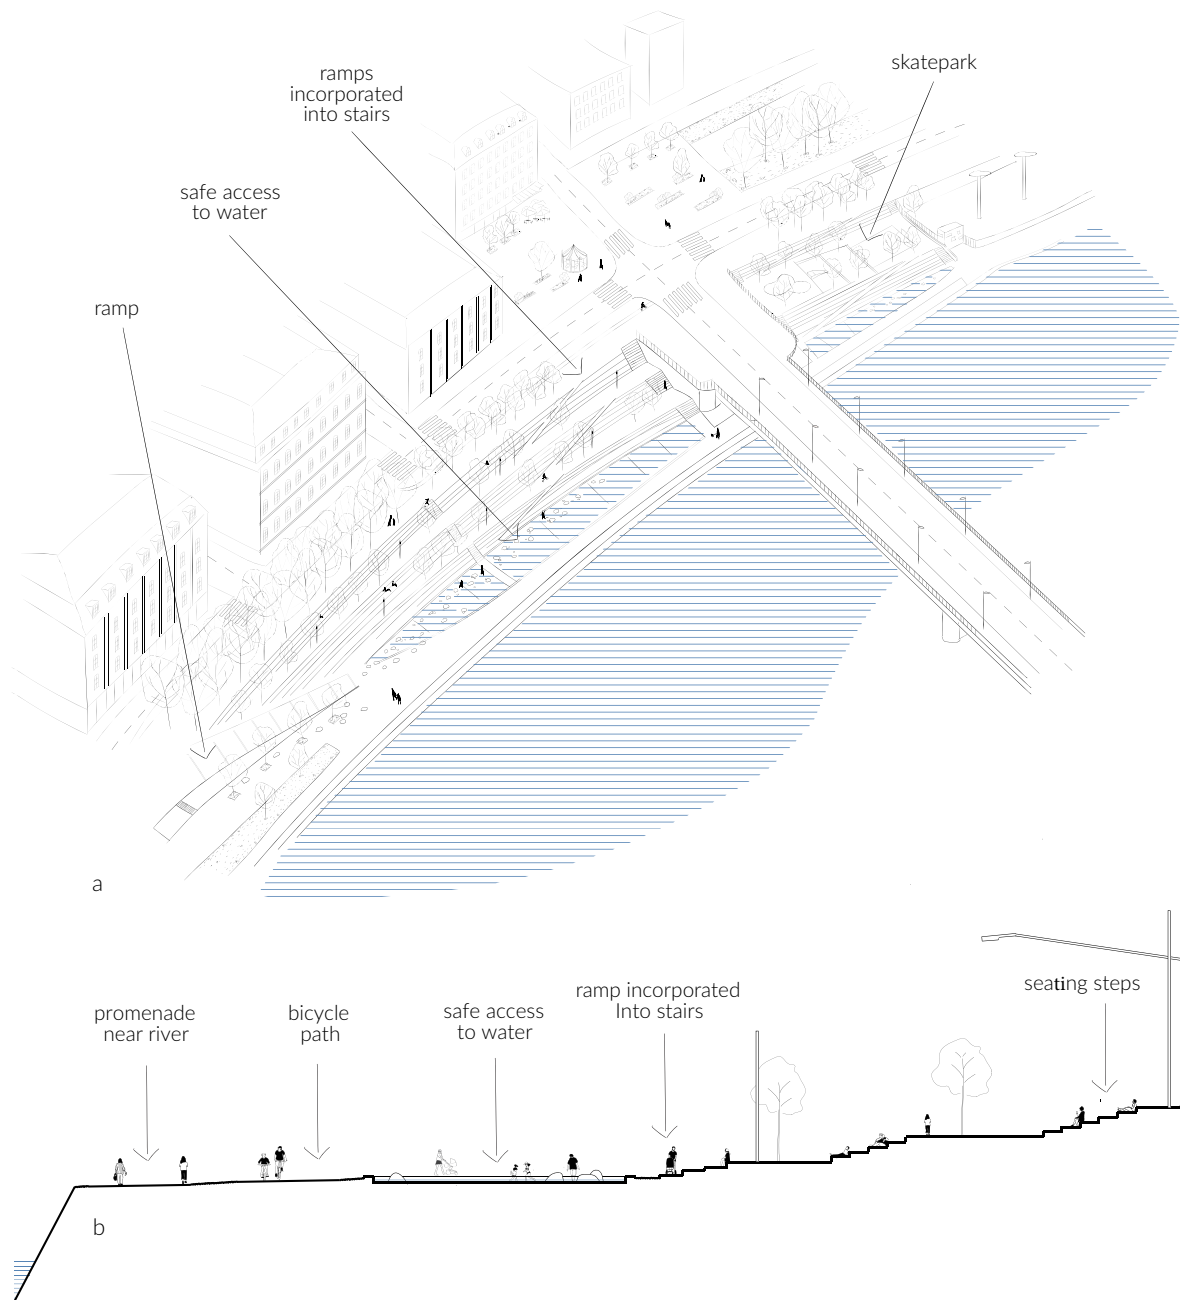 skatepark
ramps
incorporated
into stairs
safe access
to water
ramp
a
promenade
near river
bicycle
path
safe access
to water
ramp incorporated
Into stairs
seating steps
b